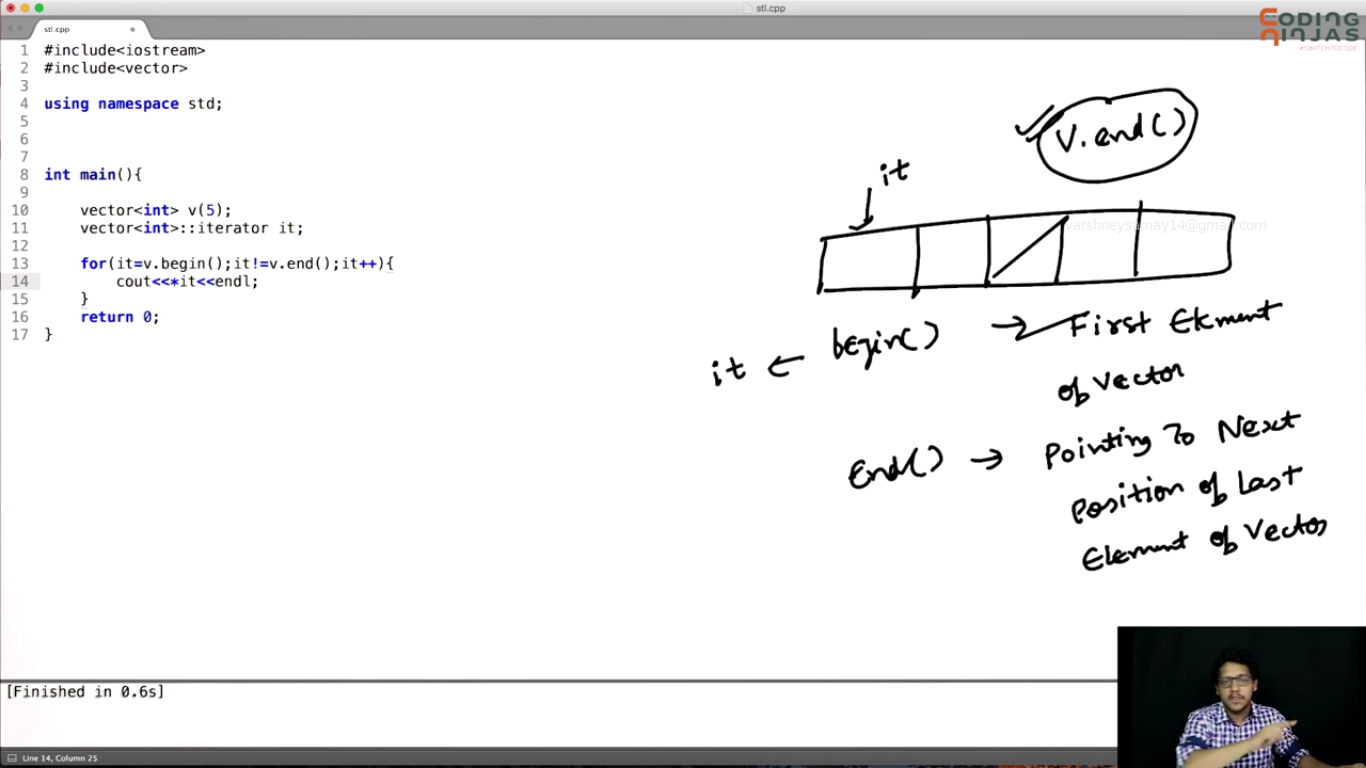 stl.cpp
CODING
NINJAS
#SWITCHTOCODE
stl.cpp
1 #include<iostream>
2 #include<vector>
3
4 using namespace std;
5
6
7
8 int main(){
9
10 vector<int> v(5);
11 vector<int>::iterator it;
12
13 for(it=v.begin();it!=v.end();it++){
14 cout<<*it<<endl;
15 }
16 return 0;
17 }
v.end()
it
varshneysamay14@gmail.com
it ← begin() → First Element
of Vector
End() → Pointing To Next
Position of Last
Element of Vector
[Finished in 0.6s]
Line 14, Column 25